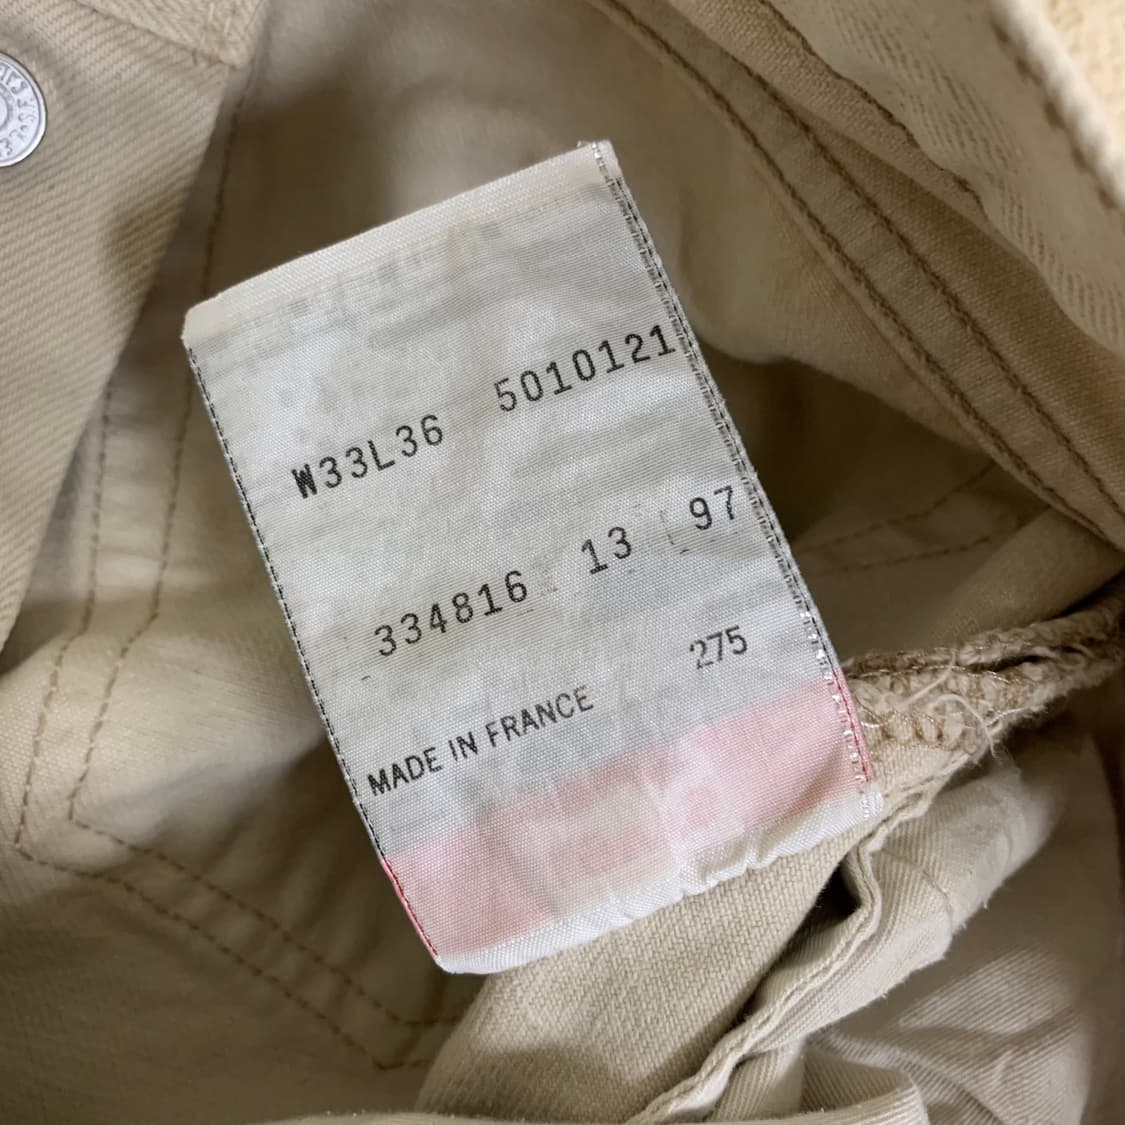 W33L36 5010121
334816 13 97
275
MADE IN FRANCE